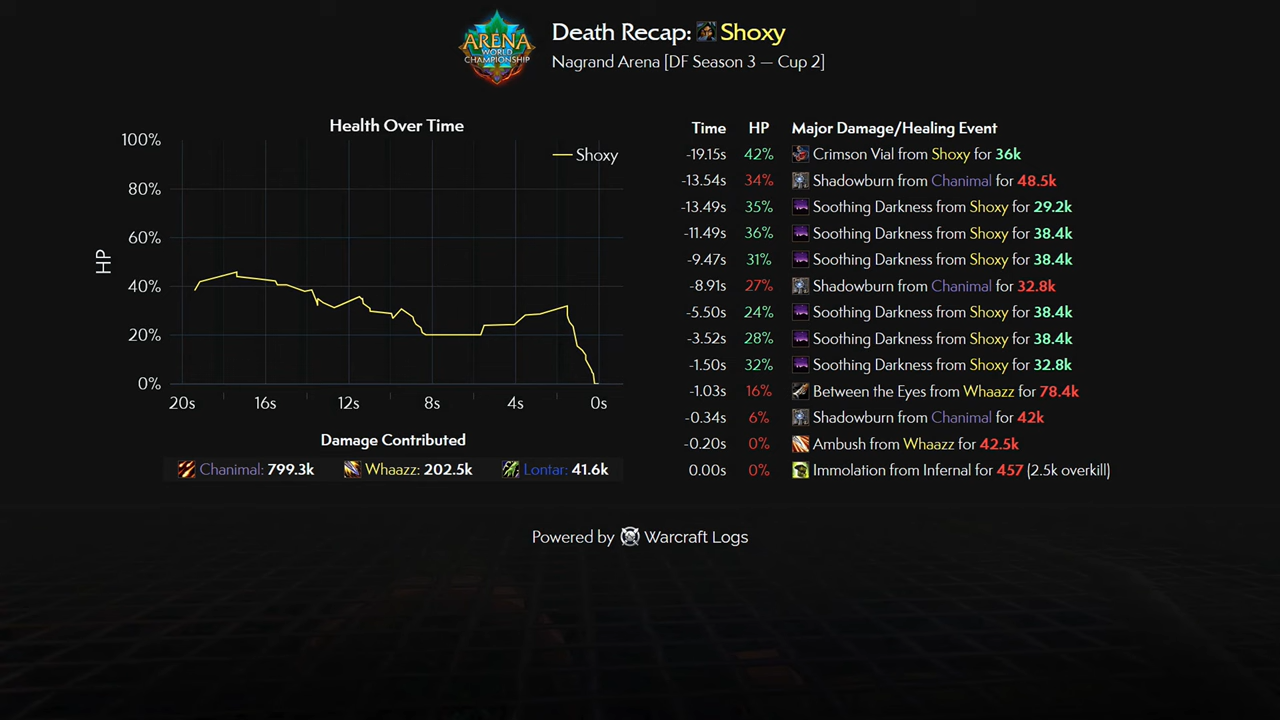 ARENA
WORLD
CHAMPIONSHIP
Death Recap: Shoxy
Nagrand Arena [DF Season 3 — Cup 2]
Health Over Time
100%
80%
60%
40%
20%
0%
HP
Shoxy
20s 16s 12s 8s 4s 0s
Damage Contributed
Chanimal: 799.3k Whaazz: 202.5k Lontar: 41.6k
Time HP Major Damage/Healing Event
-19.15s 42% Crimson Vial from Shoxy for 36k
-13.54s 34% Shadowburn from Chanimal for 48.5k
-13.49s 35% Soothing Darkness from Shoxy for 29.2k
-11.49s 36% Soothing Darkness from Shoxy for 38.4k
-9.47s 31% Soothing Darkness from Shoxy for 38.4k
-8.91s 27% Shadowburn from Chanimal for 32.8k
-5.50s 24% Soothing Darkness from Shoxy for 38.4k
-3.52s 28% Soothing Darkness from Shoxy for 38.4k
-1.50s 32% Soothing Darkness from Shoxy for 32.8k
-1.03s 16% Between the Eyes from Whaazz for 78.4k
-0.34s 6% Shadowburn from Chanimal for 42k
-0.20s 0% Ambush from Whaazz for 42.5k
0.00s 0% Immolation from Infernal for 457 (2.5k overkill)
Powered by Warcraft Logs